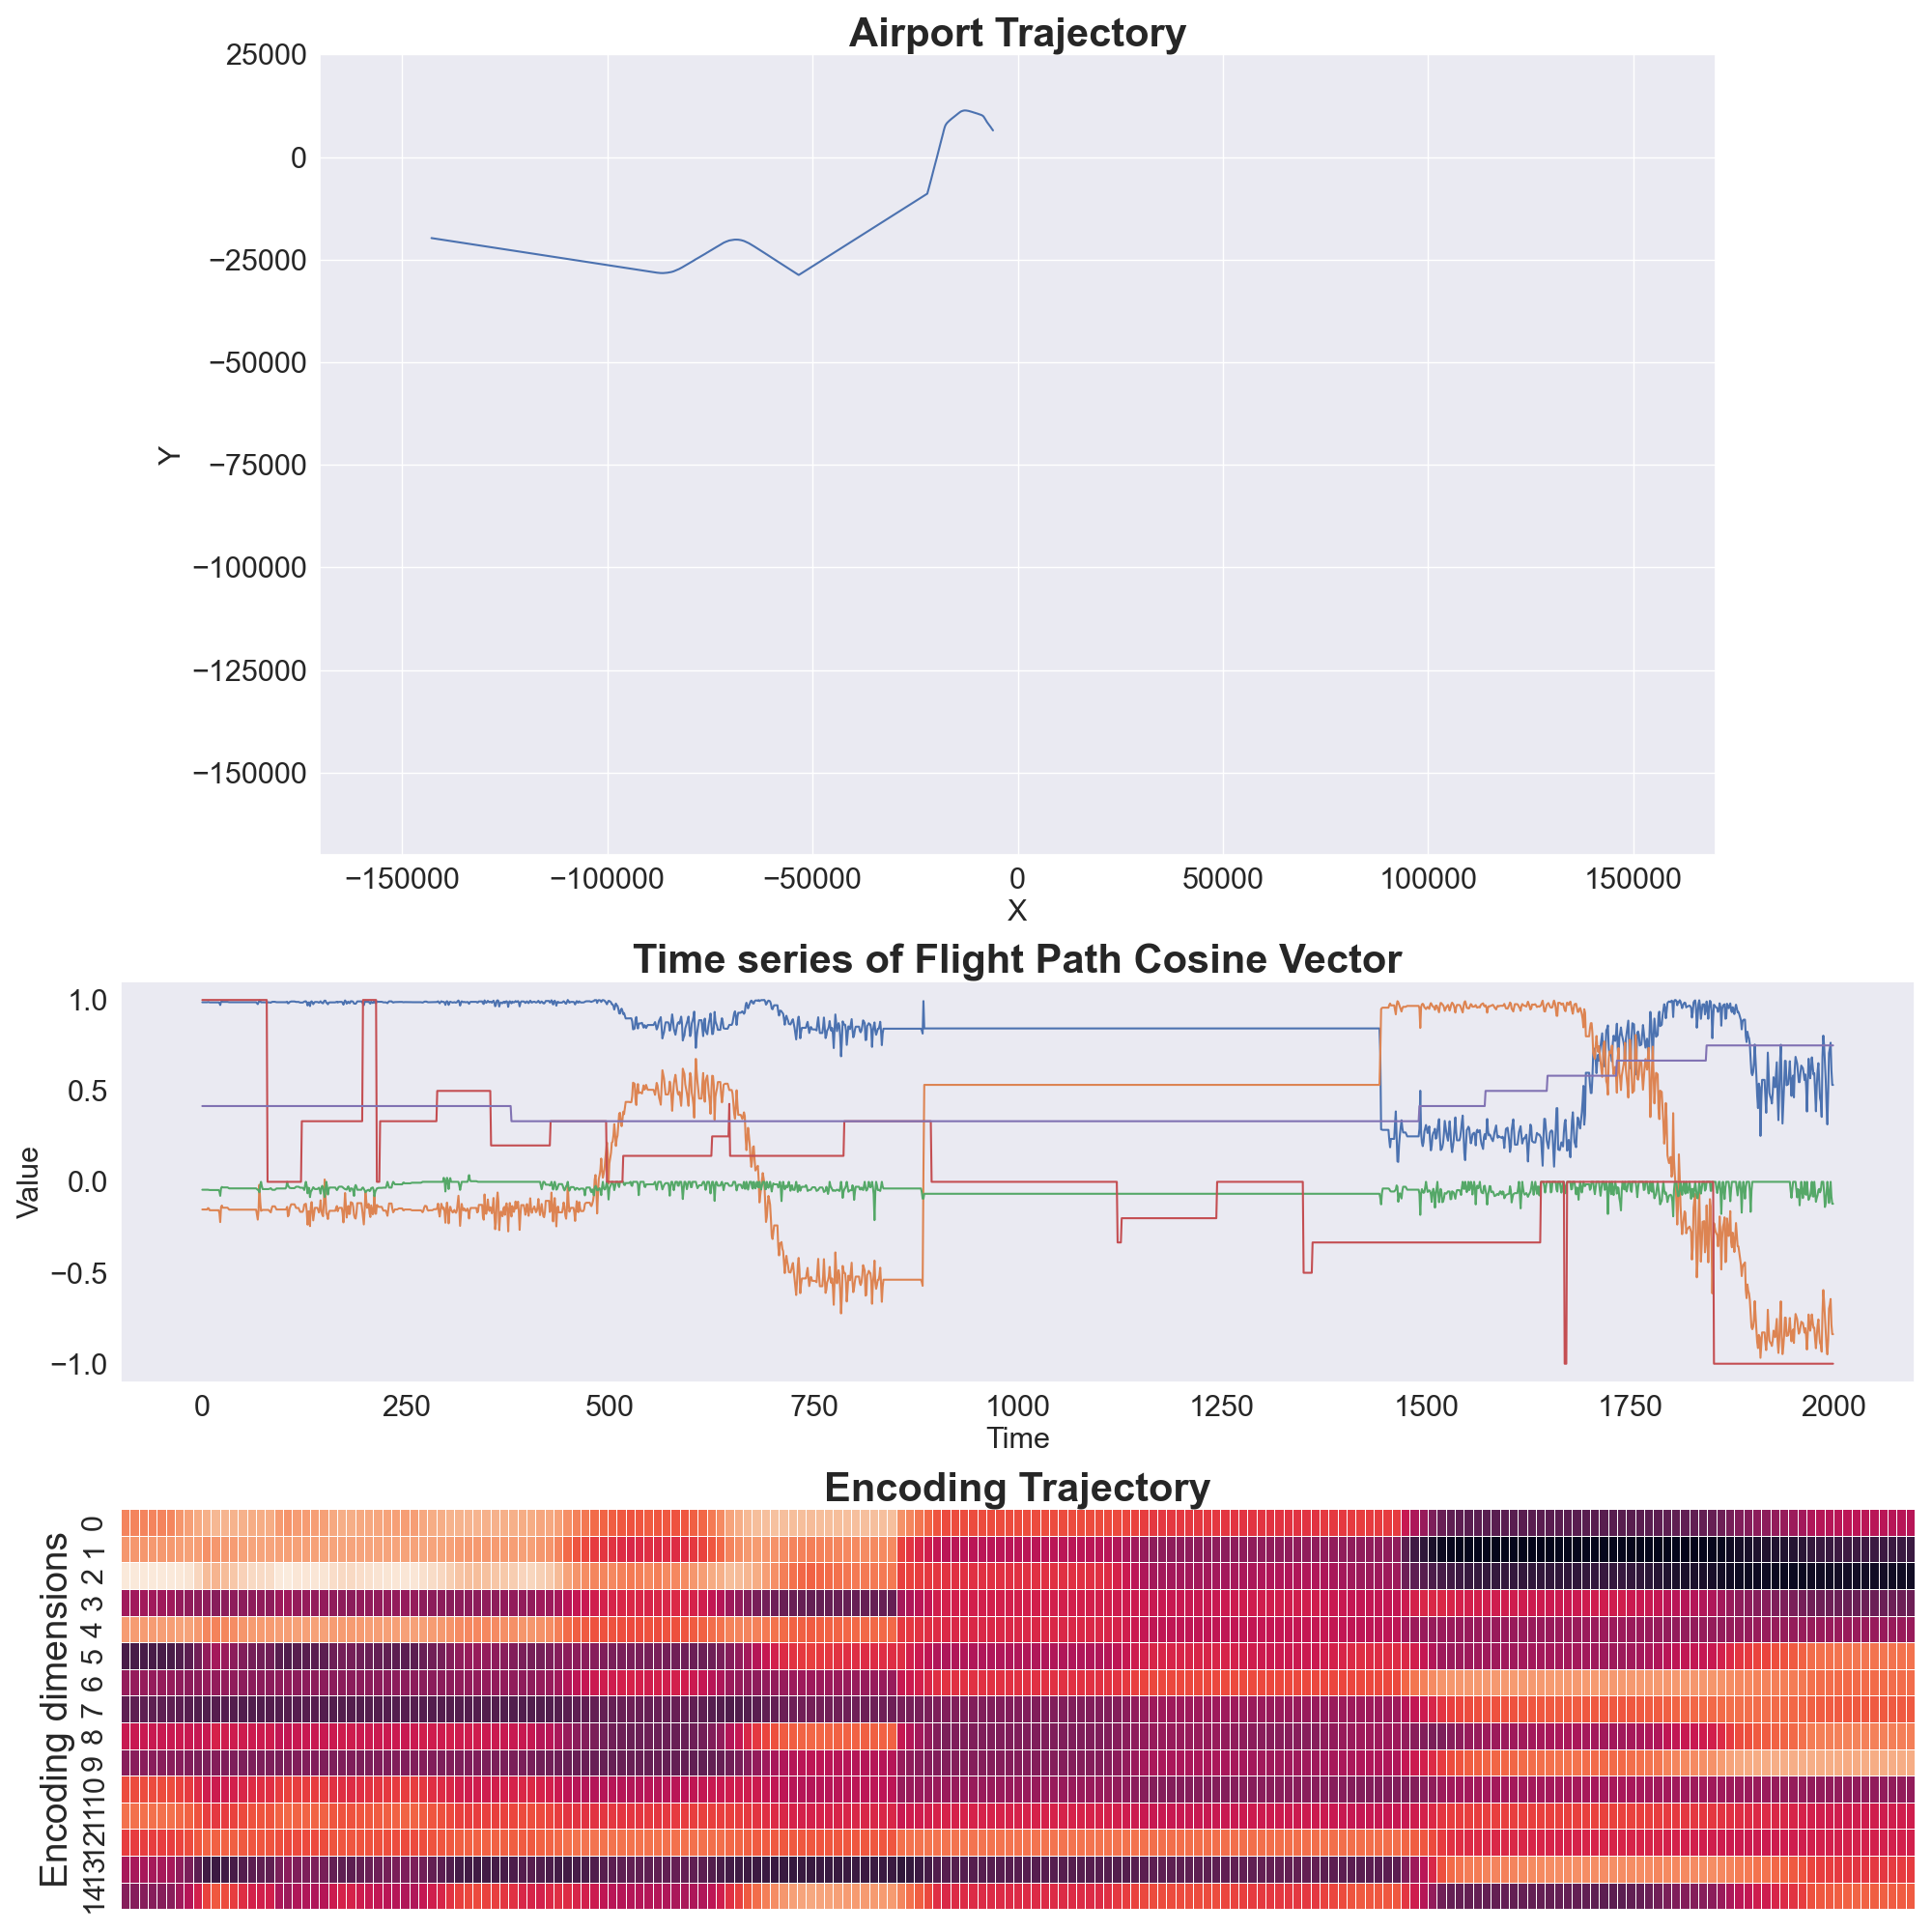 Airport Trajectory
25000
0
−25000
−50000
−75000
−100000
−125000
−150000
Y
−150000 −100000 −50000 0 50000 100000 150000
X
Time series of Flight Path Cosine Vector
1.0
0.5
0.0
−0.5
−1.0
Value
0 250 500 750 1000 1250 1500 1750 2000
Time
Encoding Trajectory
Encoding dimensions
0
1
2
3
4
5
6
7
8
9
10
11
12
13
14